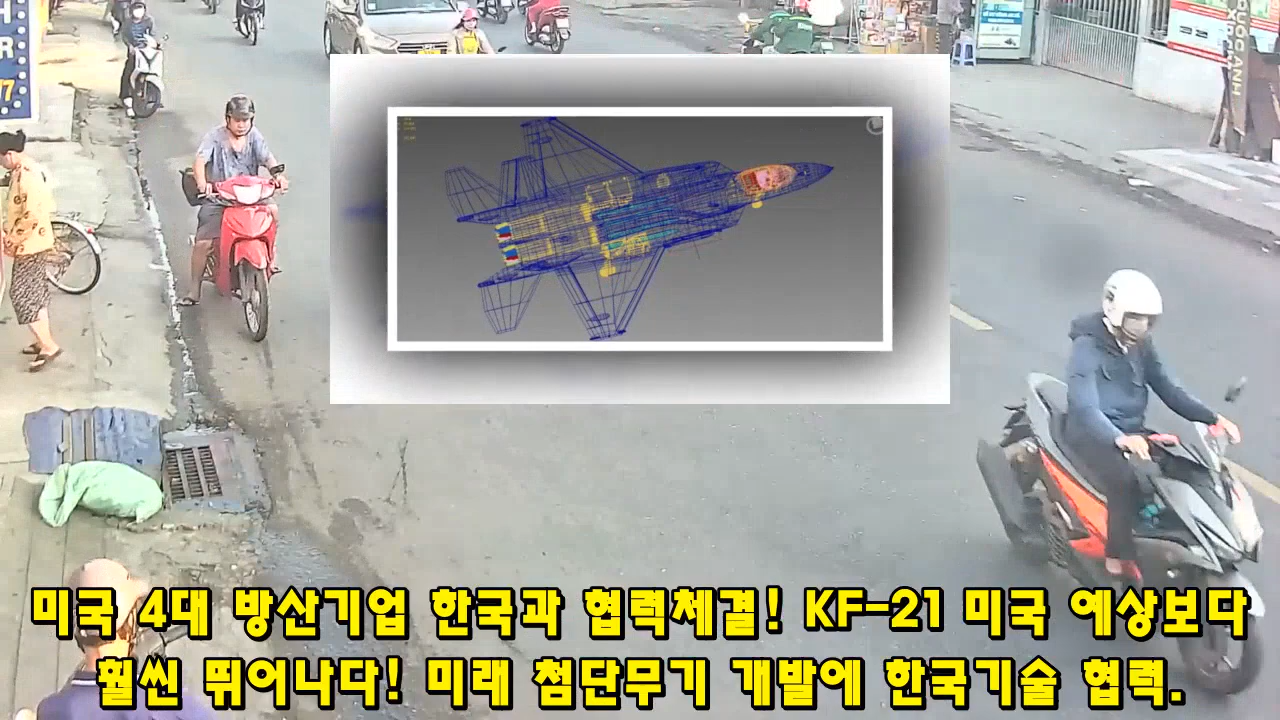 QUOC ANH
미국 4대 방산기업 한국과 협력체결! KF-21 미국 예상보다
훨씬 뛰어나다! 미래 첨단무기 개발에 한국기술 협력.